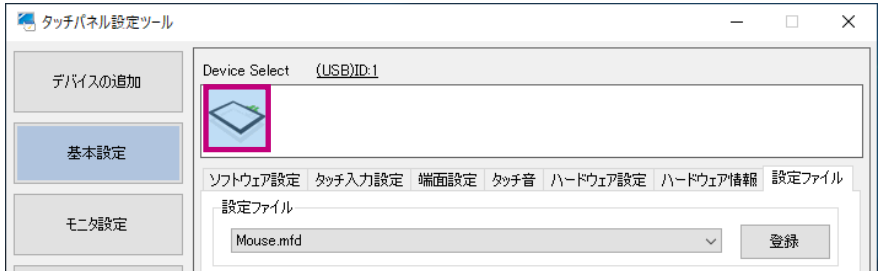 タッチパネル設定ツール
デバイスの追加
基本設定
モニタ設定
Device Select (USB)ID:1
ソフトウェア設定 タッチ入力設定 端面設定 タッチ音 ハードウェア設定 ハードウェア情報 設定ファイル
設定ファイル
Mouse.mfd 登録